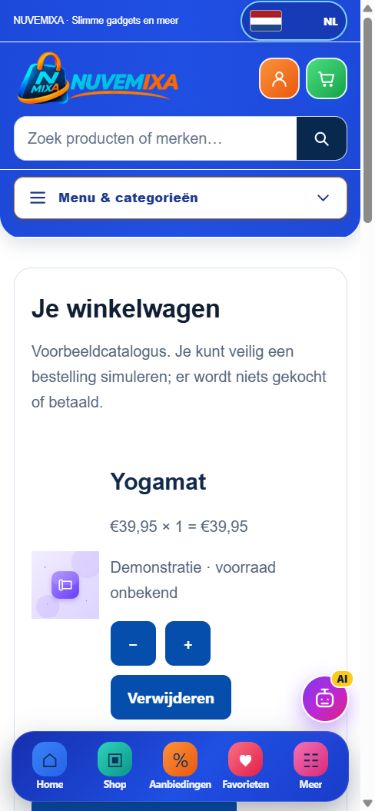 NUVEMIXA · Slimme gadgets en meer
NL
N
MIXA
NUVEMIXA
Zoek producten of merken…
Menu & categorieën
Je winkelwagen
Voorbeeldcatalogus. Je kunt veilig een
bestelling simuleren; er wordt niets gekocht
of betaald.
Yogamat
€39,95 × 1 = €39,95
Demonstratie · voorraad
onbekend
− +
Verwijderen
AI
Home Shop Aanbiedingen Favorieten Meer